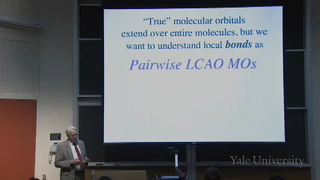 “True” molecular orbitals
extend over entire molecules, but we
want to understand local bonds as
Pairwise LCAO MOs
Yale University